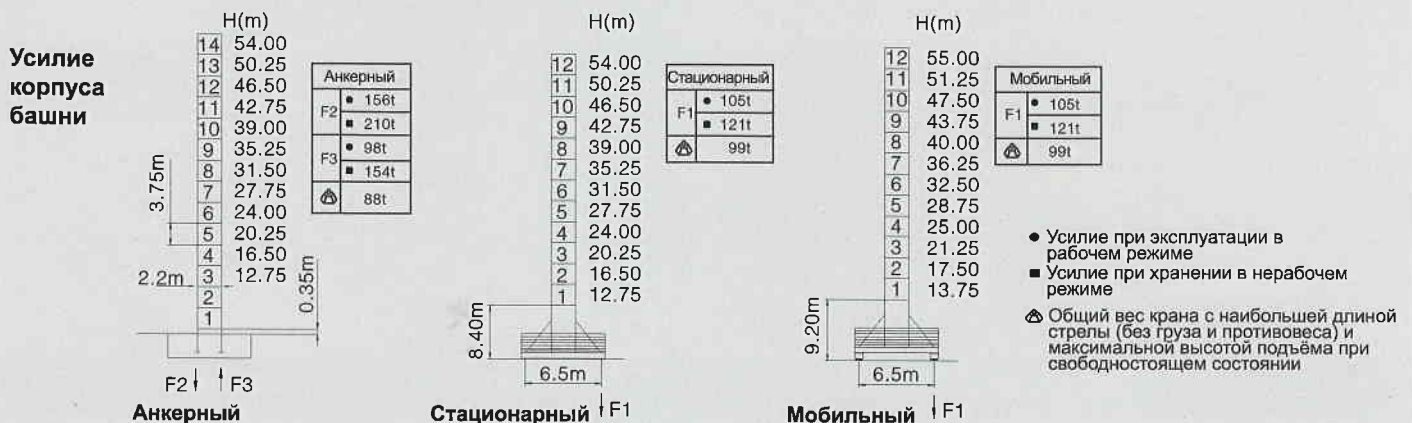 Усилие
корпуса
башни
H(m)
14 54.00
13 50.25
12 46.50
11 42.75
10 39.00
9 35.25
8 31.50
7 27.75
6 24.00
5 20.25
4 16.50
3 12.75
2
1
3.75m
2.2m
0.35m
F2 F3
Анкерный
Анкерный
F2 ● 156t
■ 210t
F3 ● 98t
■ 154t
88t
H(m)
12 54.00
11 50.25
10 46.50
9 42.75
8 39.00
7 35.25
6 31.50
5 27.75
4 24.00
3 20.25
2 16.50
1 12.75
8.40m
6.5m
Стационарный F1
Стационарный
F1 ● 105t
■ 121t
99t
H(m)
12 55.00
11 51.25
10 47.50
9 43.75
8 40.00
7 36.25
6 32.50
5 28.75
4 25.00
3 21.25
2 17.50
1 13.75
9.20m
6.5m
Мобильный F1
Мобильный
F1 ● 105t
■ 121t
99t
● Усилие при эксплуатации в
рабочем режиме
■ Усилие при хранении в нерабочем
режиме
Общий вес крана с наибольшей длиной
стрелы (без груза и противовеса) и
максимальной высотой подъёма при
свободностоящем состоянии